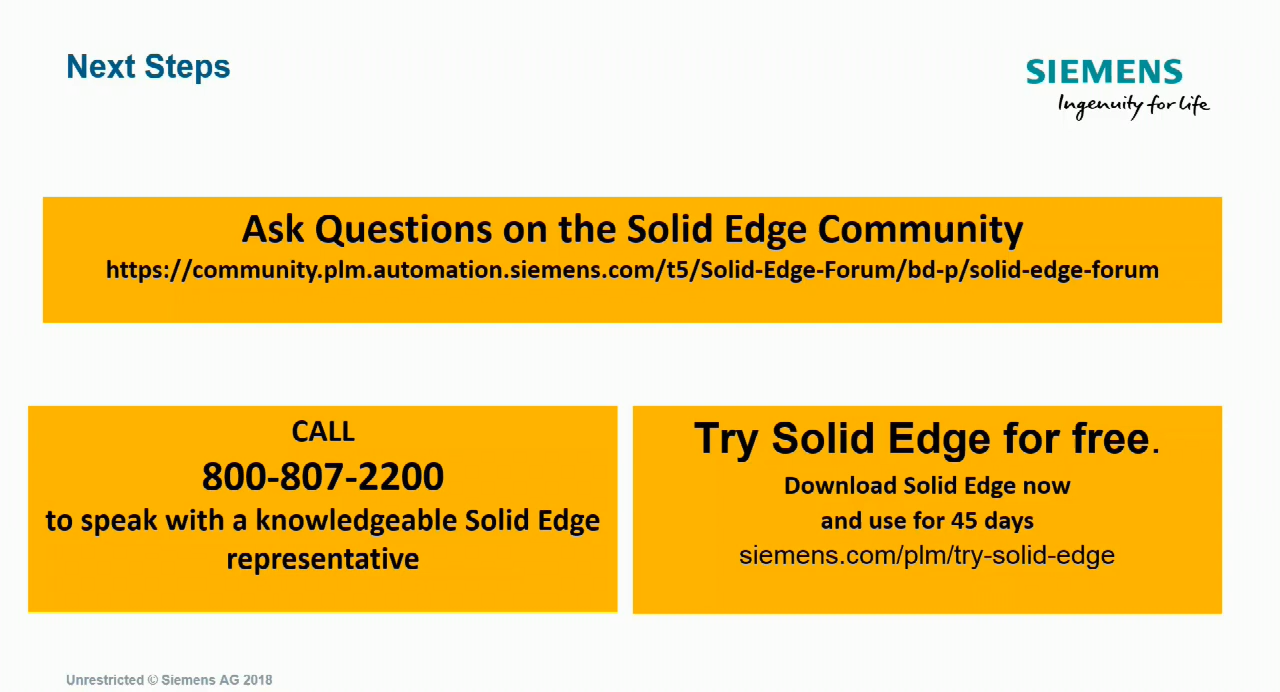 Next Steps
SIEMENS
Ingenuity for life
Ask Questions on the Solid Edge Community
https://community.plm.automation.siemens.com/t5/Solid-Edge-Forum/bd-p/solid-edge-forum
CALL
800-807-2200
to speak with a knowledgeable Solid Edge
representative
Try Solid Edge for free.
Download Solid Edge now
and use for 45 days
siemens.com/plm/try-solid-edge
Unrestricted © Siemens AG 2018